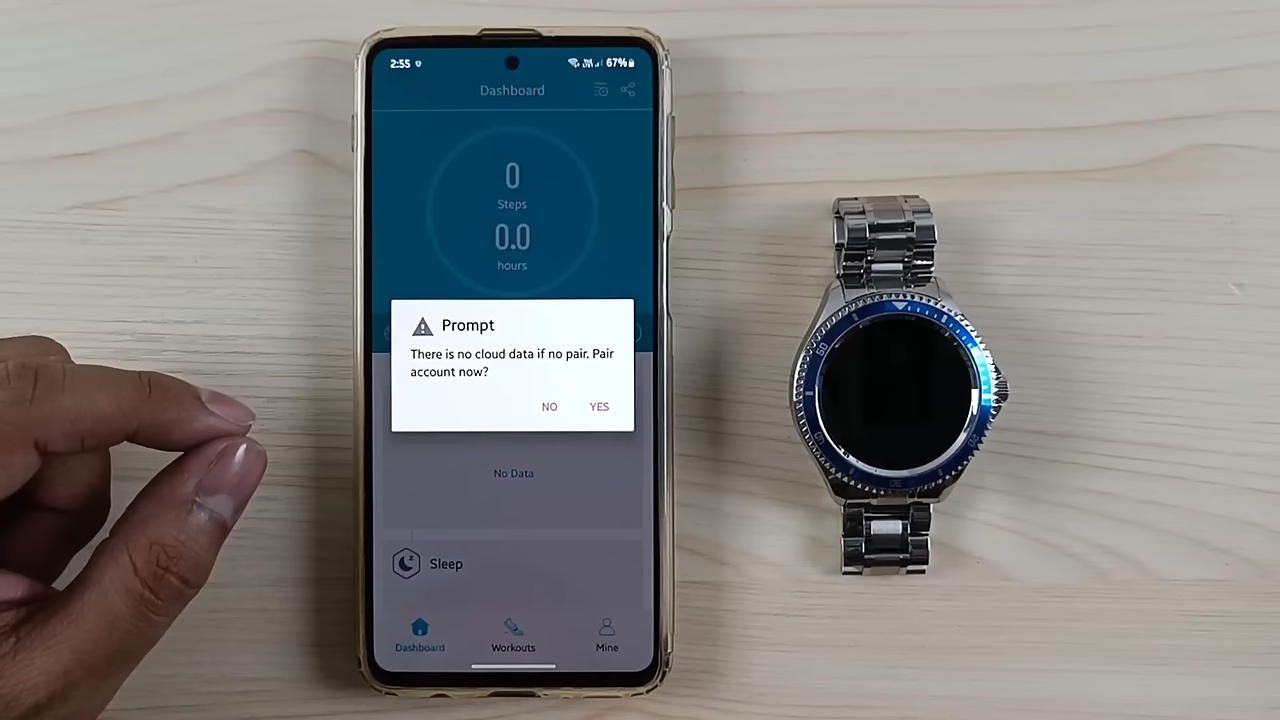 2:55
67%
Dashboard
0
Steps
0.0
hours
Prompt
There is no cloud data if no pair, Pair
account now?
NO YES
No Data
Sleep
Dashboard Workouts Mine